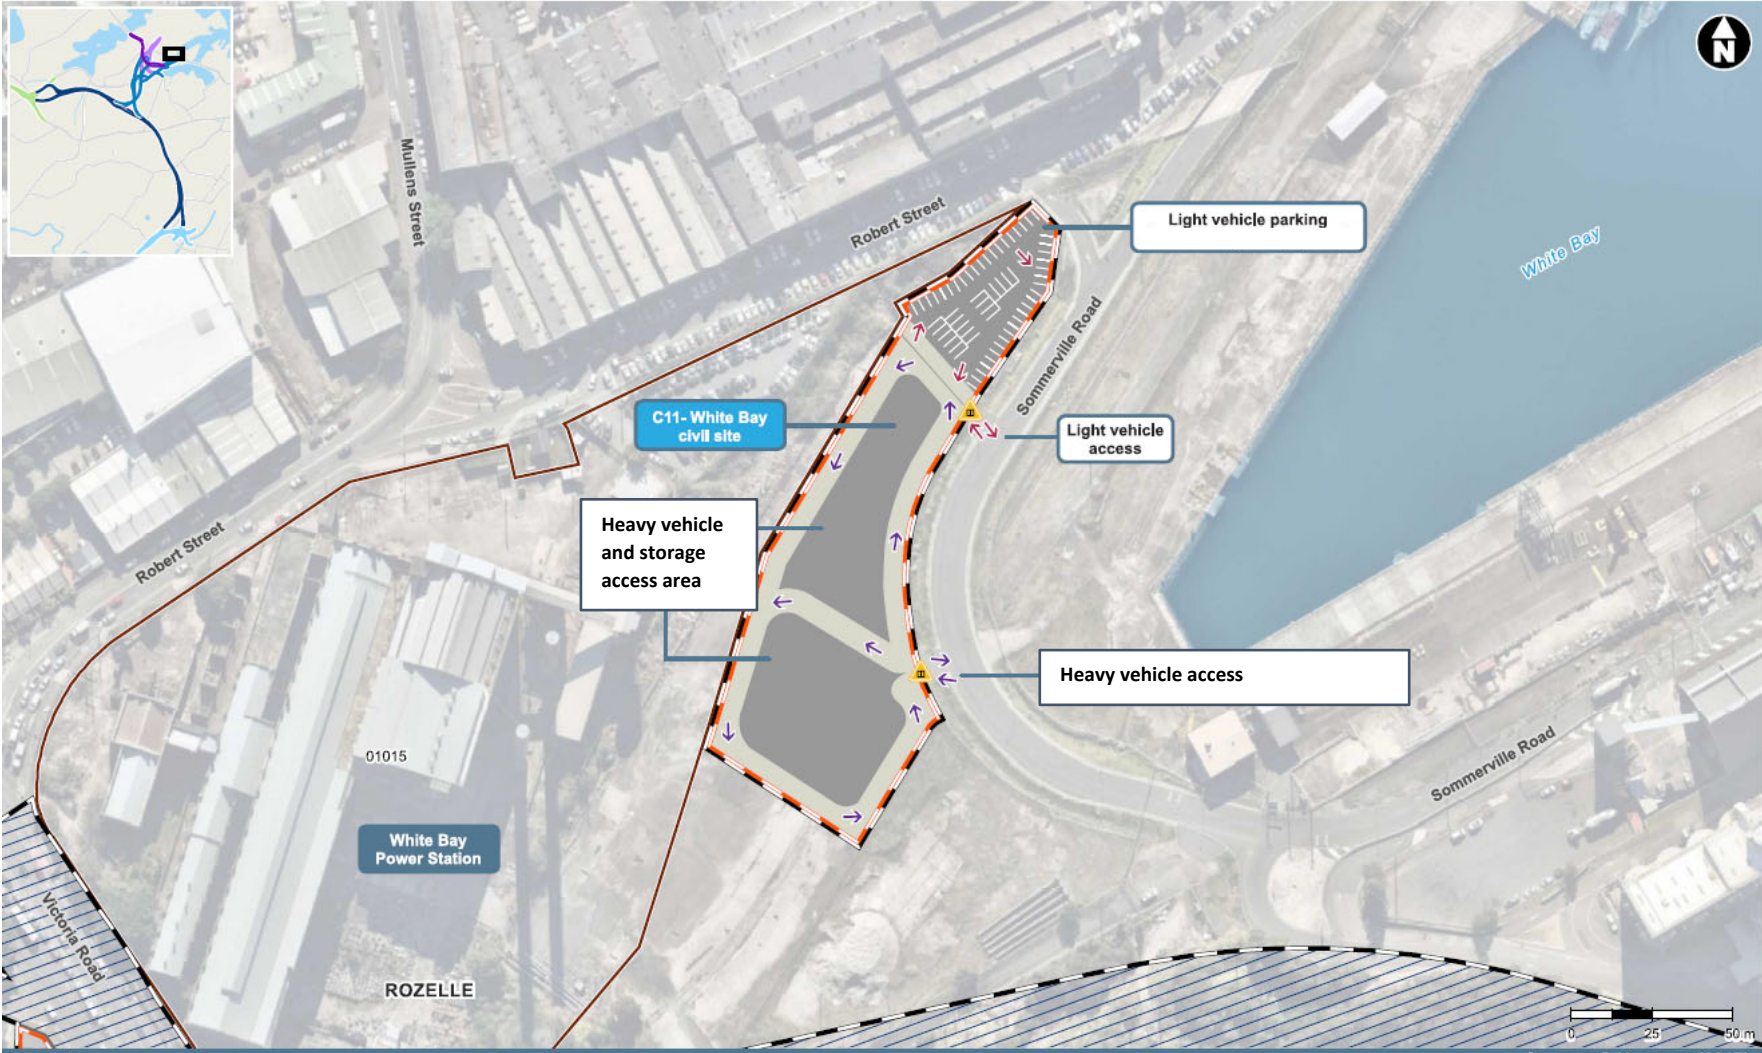 N
Mullens Street
Robert Street
Light vehicle parking
White Bay
Sommerville Road
C11- White Bay
civil site
Light vehicle
access
Heavy vehicle
and storage
access area
Robert Street
Heavy vehicle access
01015
Sommerville Road
White Bay
Power Station
Victoria Road
ROZELLE
0 25 50 m